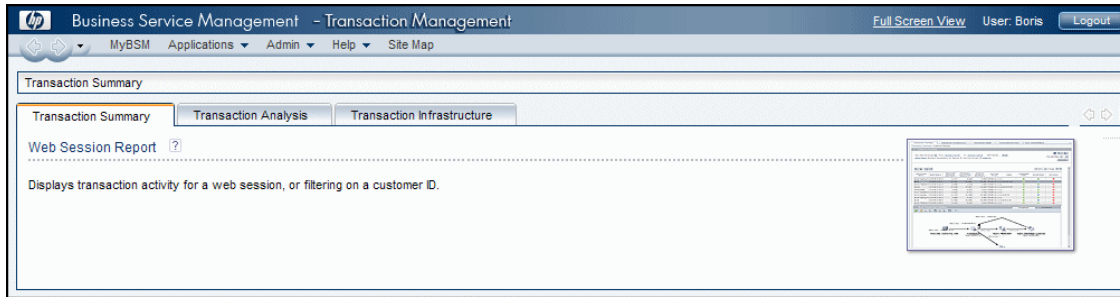 hp Business Service Management - Transaction Management Full Screen View User: Boris Logout
MyBSM Applications Admin Help Site Map
Transaction Summary
Transaction Summary Transaction Analysis Transaction Infrastructure
Web Session Report ?
Displays transaction activity for a web session, or filtering on a customer ID.